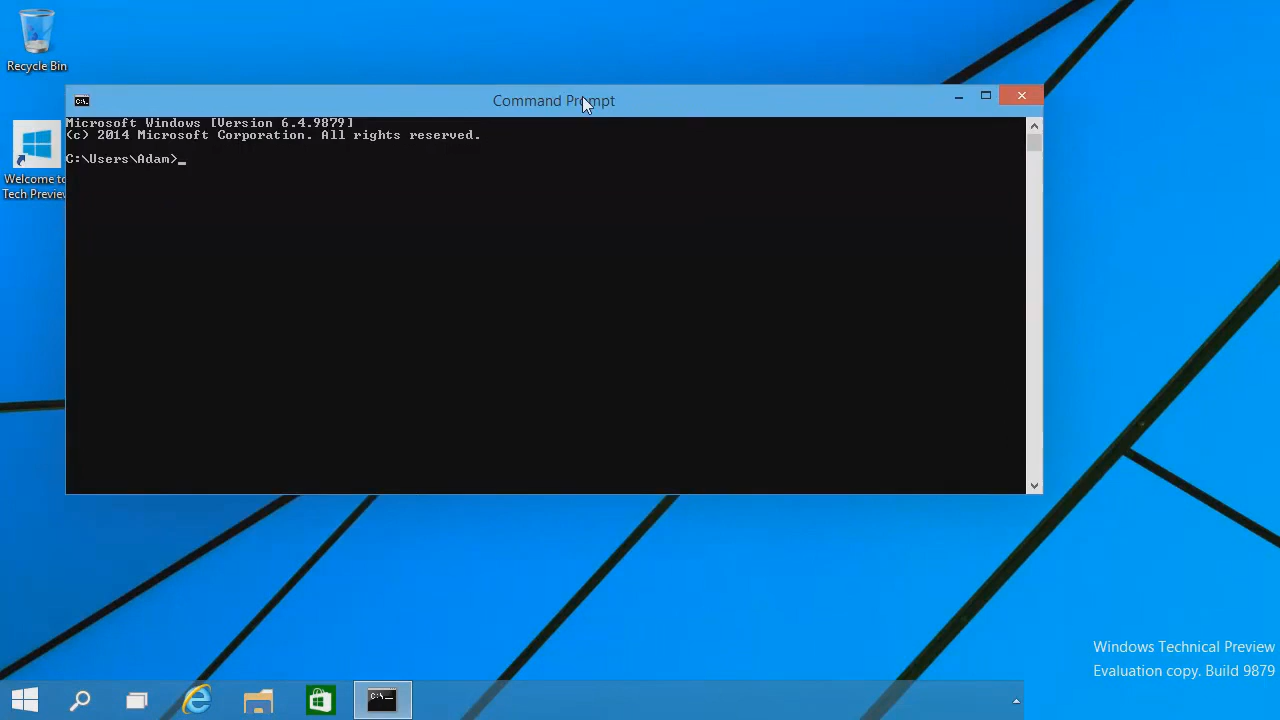 Recycle Bin
Command Prompt
Microsoft Windows [Version 6.4.9879]
(c) 2014 Microsoft Corporation. All rights reserved.
C:\Users\Adam>_
Welcome to
Tech Preview
Windows Technical Preview
Evaluation copy. Build 9879